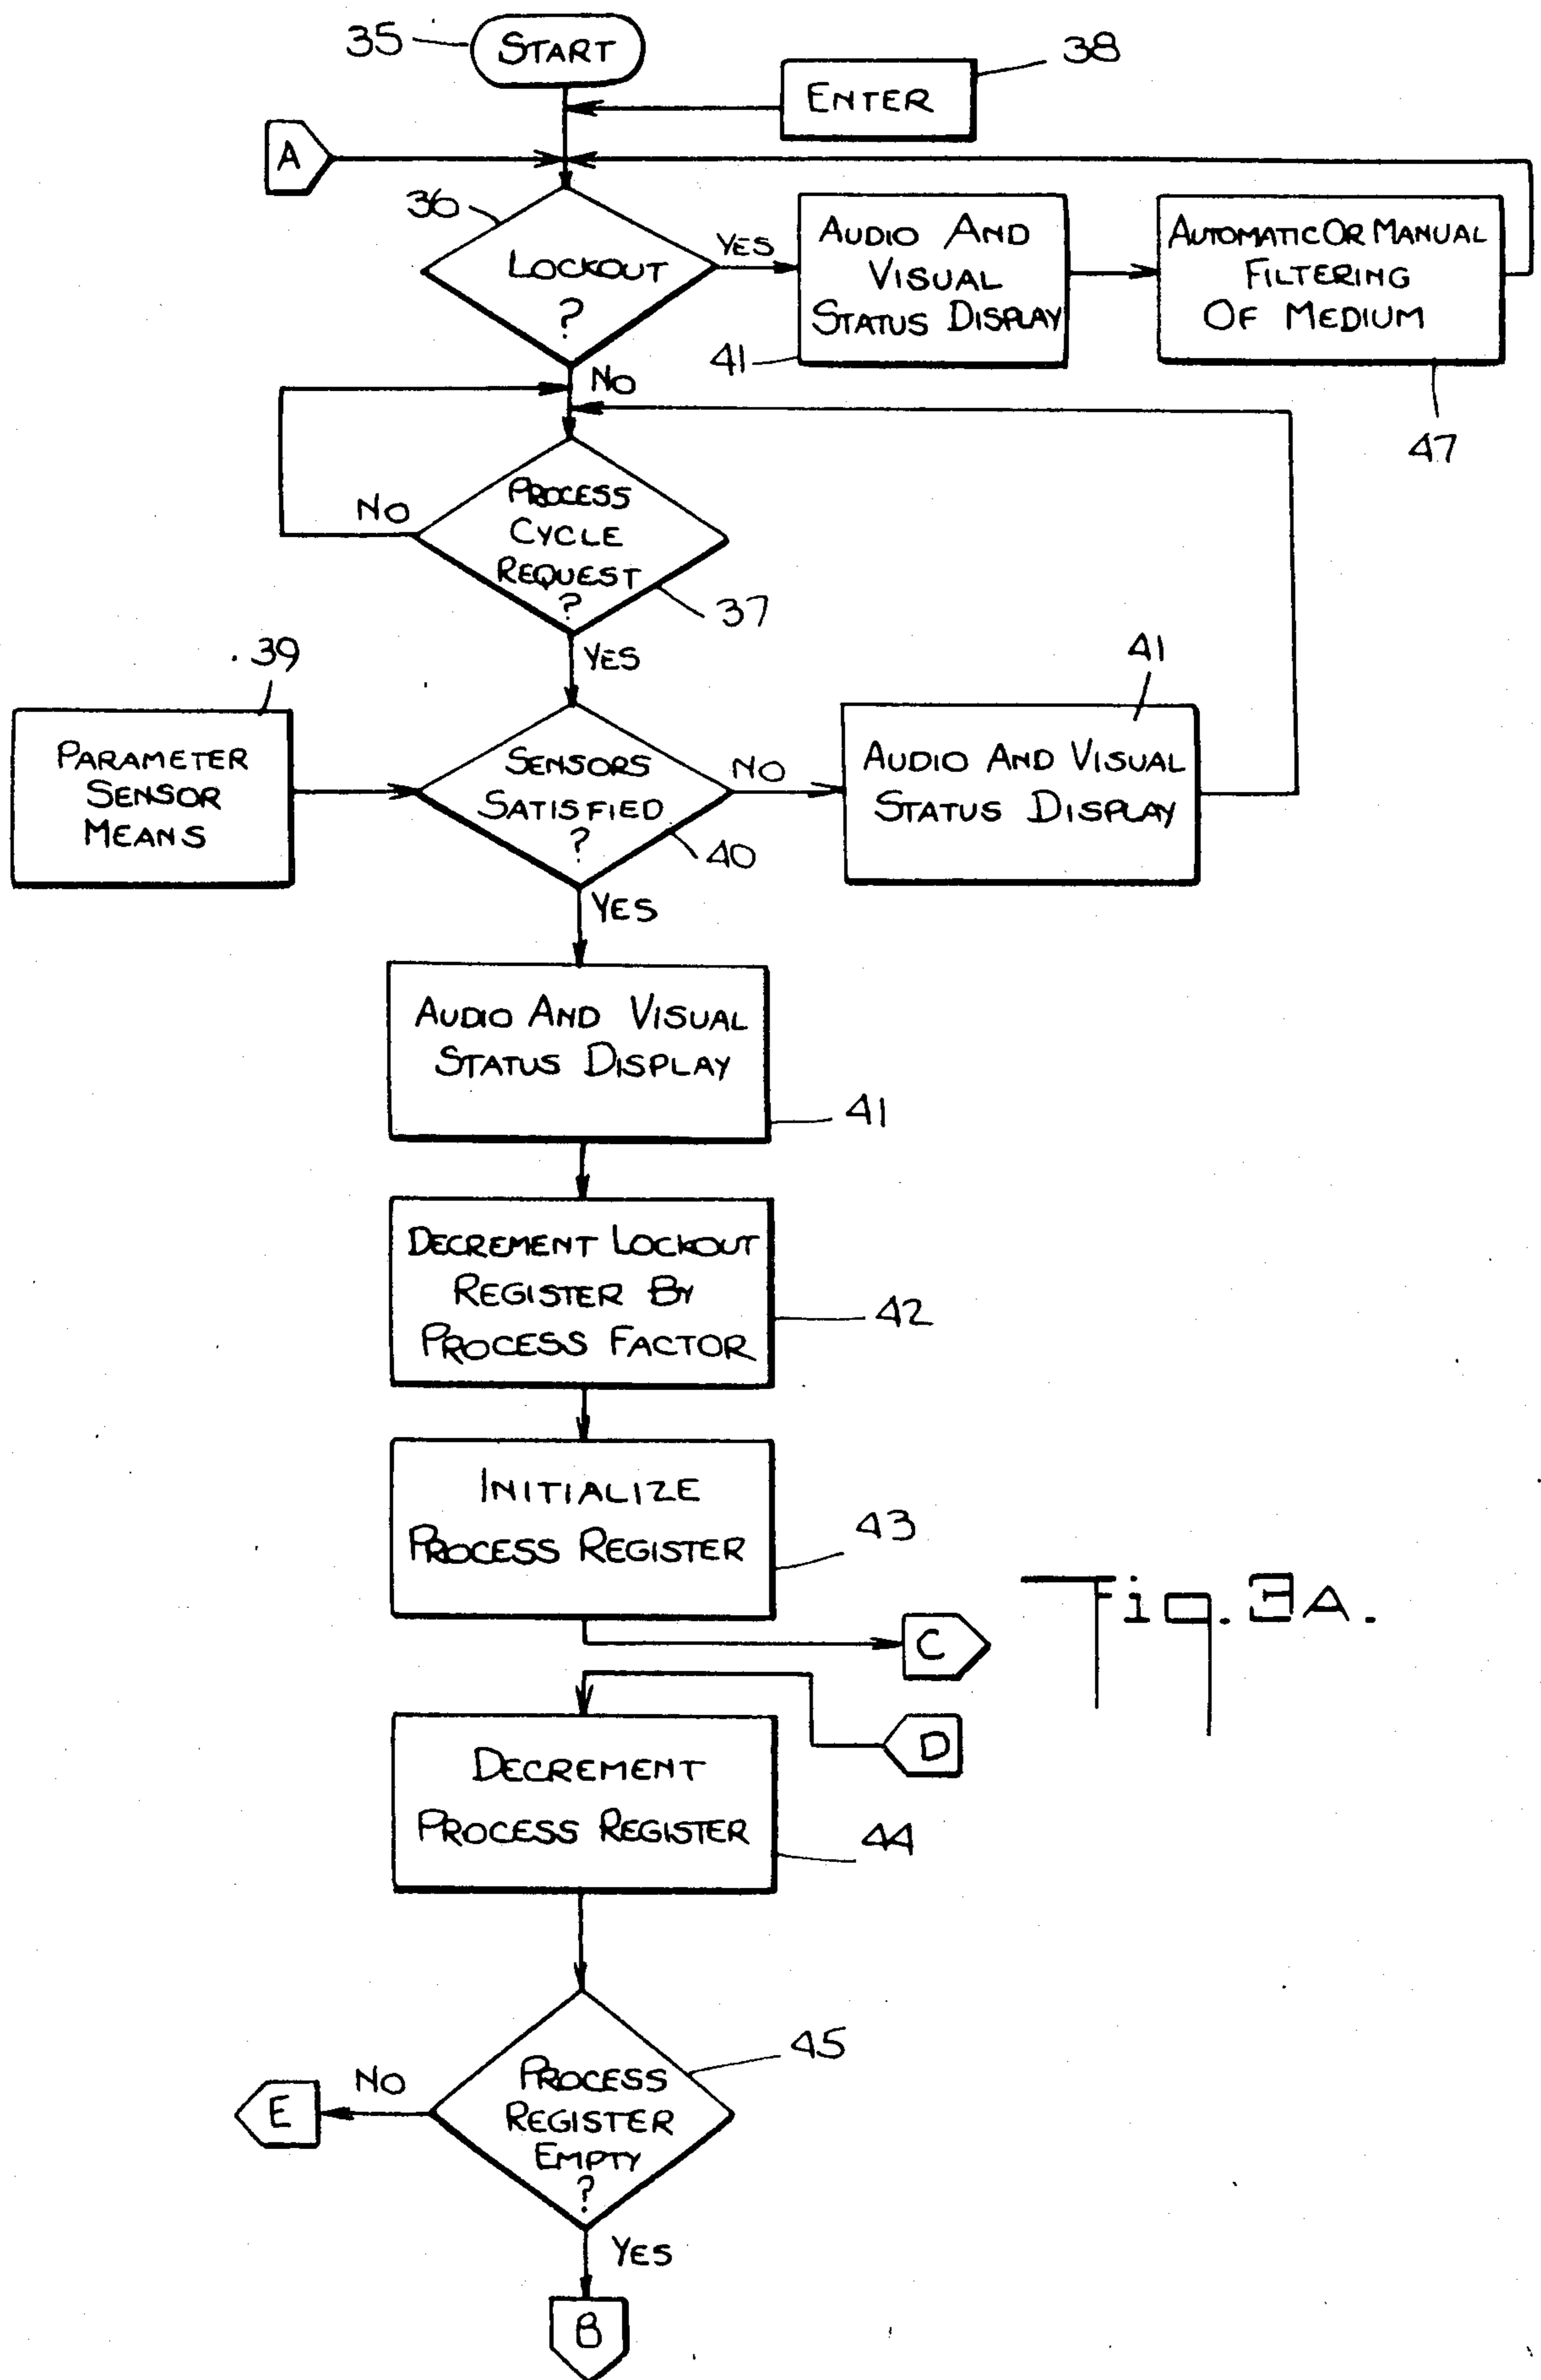 35
START
38
ENTER
A
36
LOCKOUT
?
YES
AUDIO AND
VISUAL
STATUS DISPLAY
41
AUTOMATIC OR MANUAL
FILTERING
OF MEDIUM
47
NO
PROCESS
CYCLE
REQUEST
?
NO
37
YES
39
PARAMETER
SENSOR
MEANS
SENSORS
SATISFIED
?
40
NO
41
AUDIO AND VISUAL
STATUS DISPLAY
YES
AUDIO AND VISUAL
STATUS DISPLAY
41
DECREMENT LOCKOUT
REGISTER BY
PROCESS FACTOR
42
INITIALIZE
PROCESS REGISTER
43
C
Fig. 3A.
D
DECREMENT
PROCESS REGISTER
44
45
PROCESS
REGISTER
EMPTY
?
NO
E
YES
B